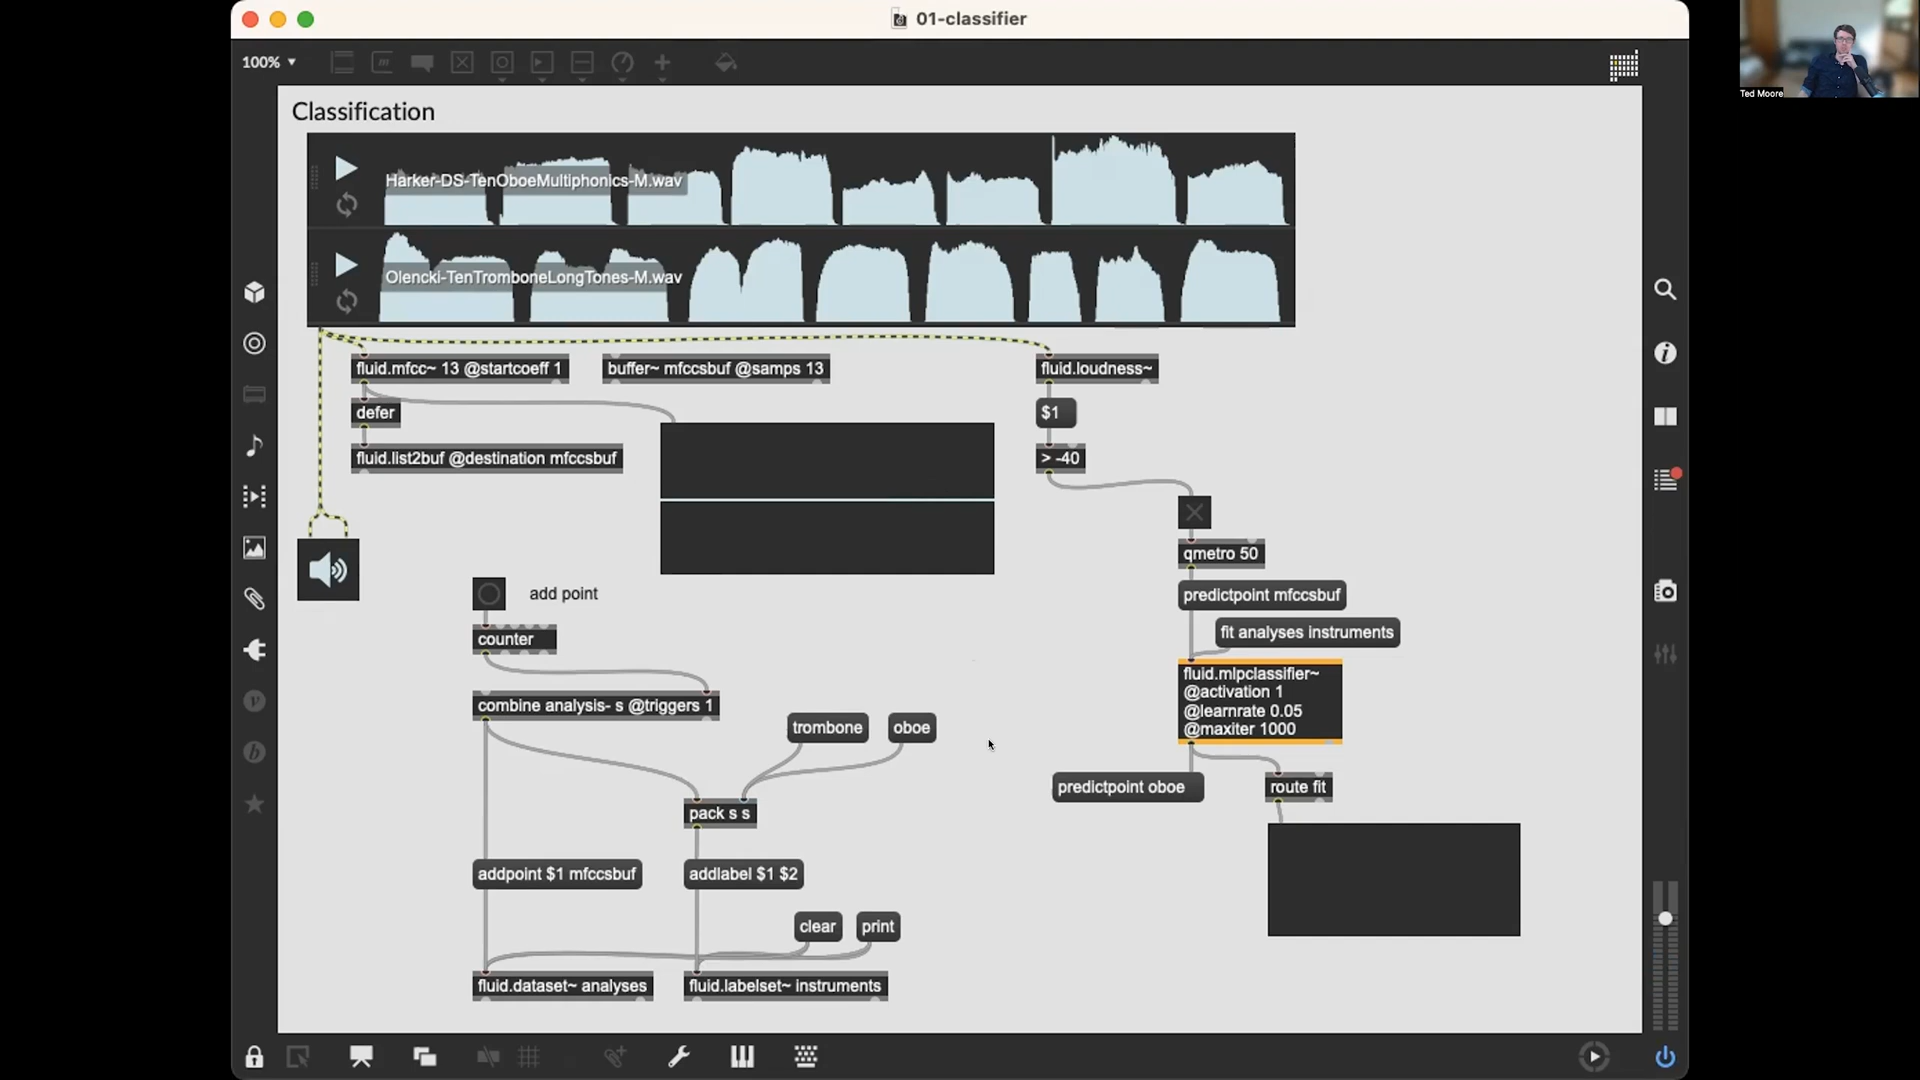 01-classifier
Ted Moore
100%
Classification
Harker-DS-TenOboeMultiphonics-M.wav
Olencki-TenTromboneLongTones-M.wav
fluid.mfcc~ 13 @startcoeff 1
buffer~ mfccsbuf @samps 13
fluid.loudness~
defer
$1
fluid.list2buf @destination mfccsbuf
> -40
qmetro 50
add point
predictpoint mfccsbuf
counter
fit analyses instruments
fluid.mlpclassifier~
@activation 1
@learnrate 0.05
@maxiter 1000
combine analysis- s @triggers 1
trombone
oboe
predictpoint oboe
route fit
pack s s
addpoint $1 mfccsbuf
addlabel $1 $2
clear
print
fluid.dataset~ analyses
fluid.labelset~ instruments